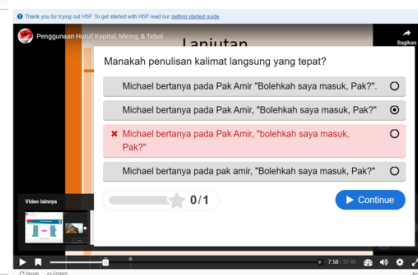 Thank you for trying out H5P. To get started with H5P read our getting started guide
Penggunaan Huruf Kapital, Miring, & Tebal
Lanjutan
Bagikan
Manakah penulisan kalimat langsung yang tepat?
Michael bertanya pada Pak Amir "Bolehkah saya masuk, Pak?".
Michael bertanya pada Pak Amir, "Bolehkah saya masuk, Pak?"
Michael bertanya pada Pak Amir, "bolehkah saya masuk,
Pak?"
Michael bertanya pada pak amir, "Bolehkah saya masuk, Pak?"
0/1
Continue
Video lainnya
7:58
Reuse
Embed